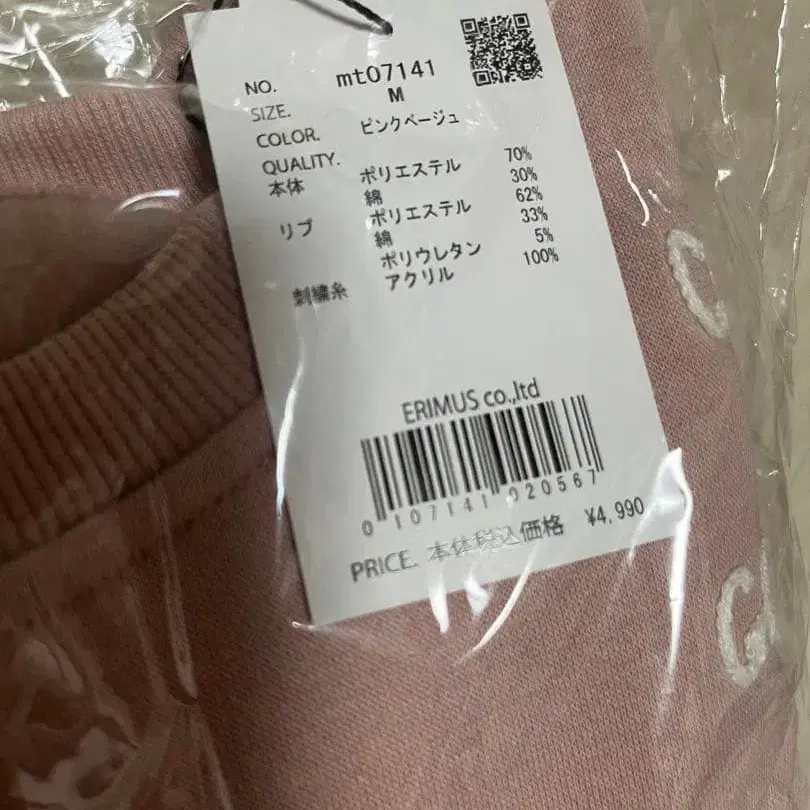 NO. mt07141
SIZE. M
COLOR. ピンクベージュ
QUALITY.
本体 ポリエステル 70%
綿 30%
リブ ポリエステル 62%
綿 33%
ポリウレタン 5%
刺繍糸 アクリル 100%
ERIMUS co.,ltd
0 107141 020567
PRICE. 本体税込価格 ¥4,990
C
G